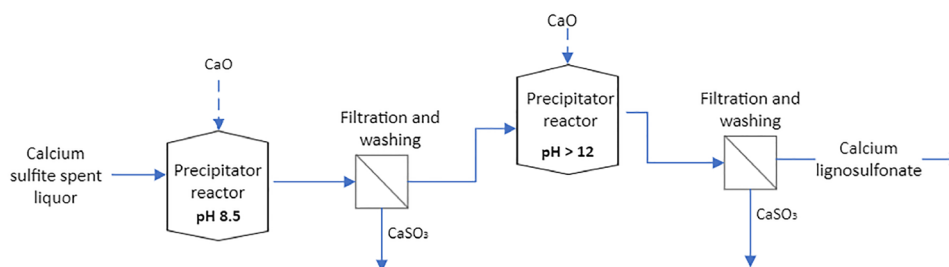 CaO
CaO
Calcium
sulfite spent
liquor
Precipitator
reactor
pH 8.5
Filtration and
washing
CaSO₃
Precipitator
reactor
pH > 12
Filtration and
washing
CaSO₃
Calcium
lignosulfonate